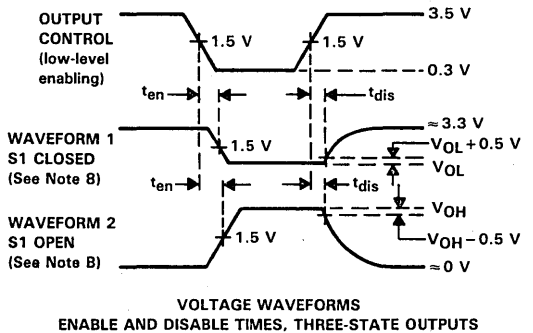 OUTPUT
CONTROL
(low-level
enabling)
1.5 V
1.5 V
3.5 V
0.3 V
ten
tdis
WAVEFORM 1
S1 CLOSED
(See Note 8)
1.5 V
≈3.3 V
VOL+0.5 V
VOL
ten
tdis
WAVEFORM 2
S1 OPEN
(See Note B)
1.5 V
VOH
VOH−0.5 V
≈0 V
VOLTAGE WAVEFORMS
ENABLE AND DISABLE TIMES, THREE-STATE OUTPUTS